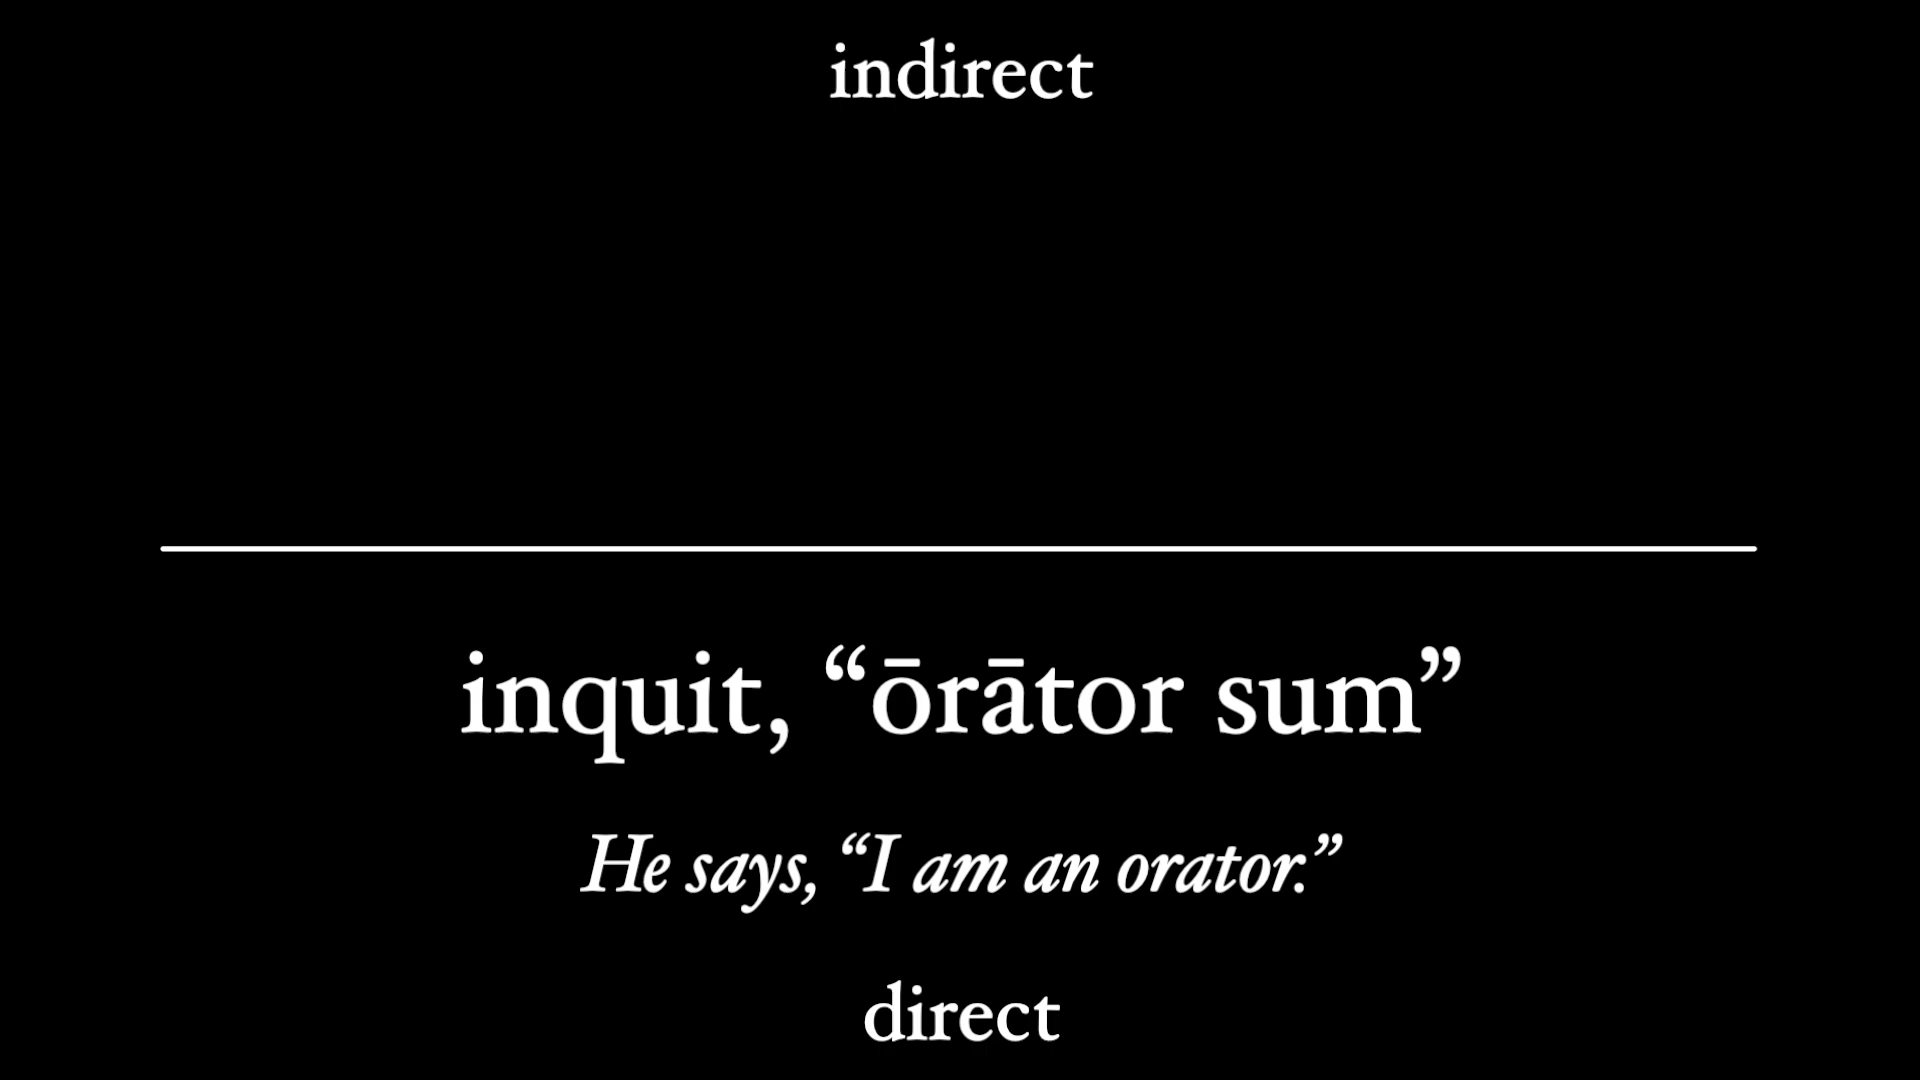 indirect
inquit, “ōrātor sum”
He says, “I am an orator.”
direct